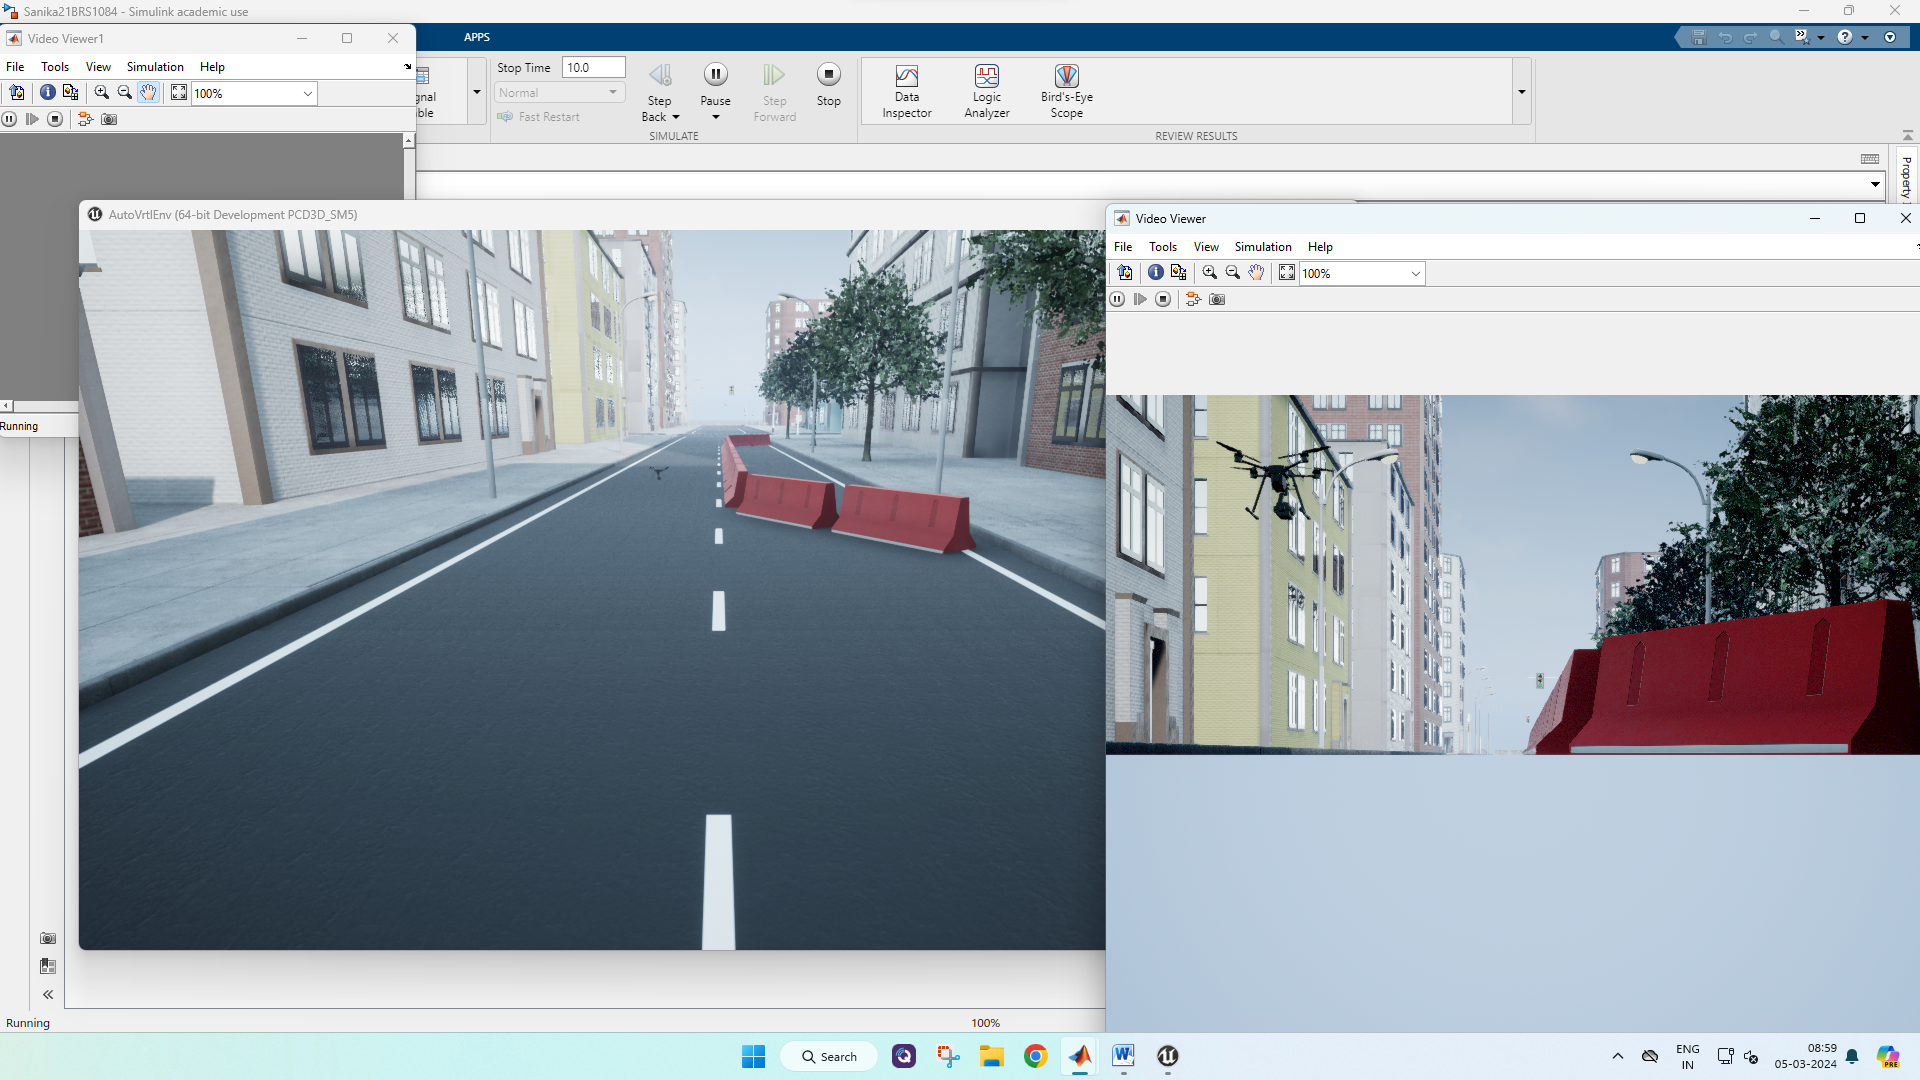 Sanika21BRS1084 - Simulink academic use
Video Viewer1
APPS
File Tools View Simulation Help
100%
Stop Time 10.0
Normal
Fast Restart
Step Back
Pause
Step Forward
Stop
SIMULATE
Data Inspector
Logic Analyzer
Bird's-Eye Scope
REVIEW RESULTS
Property
AutoVrtlEnv (64-bit Development PCD3D_SM5)
Video Viewer
File Tools View Simulation Help
100%
Running
Running
100%
Search
ENG
IN
08:59
05-03-2024
PRE